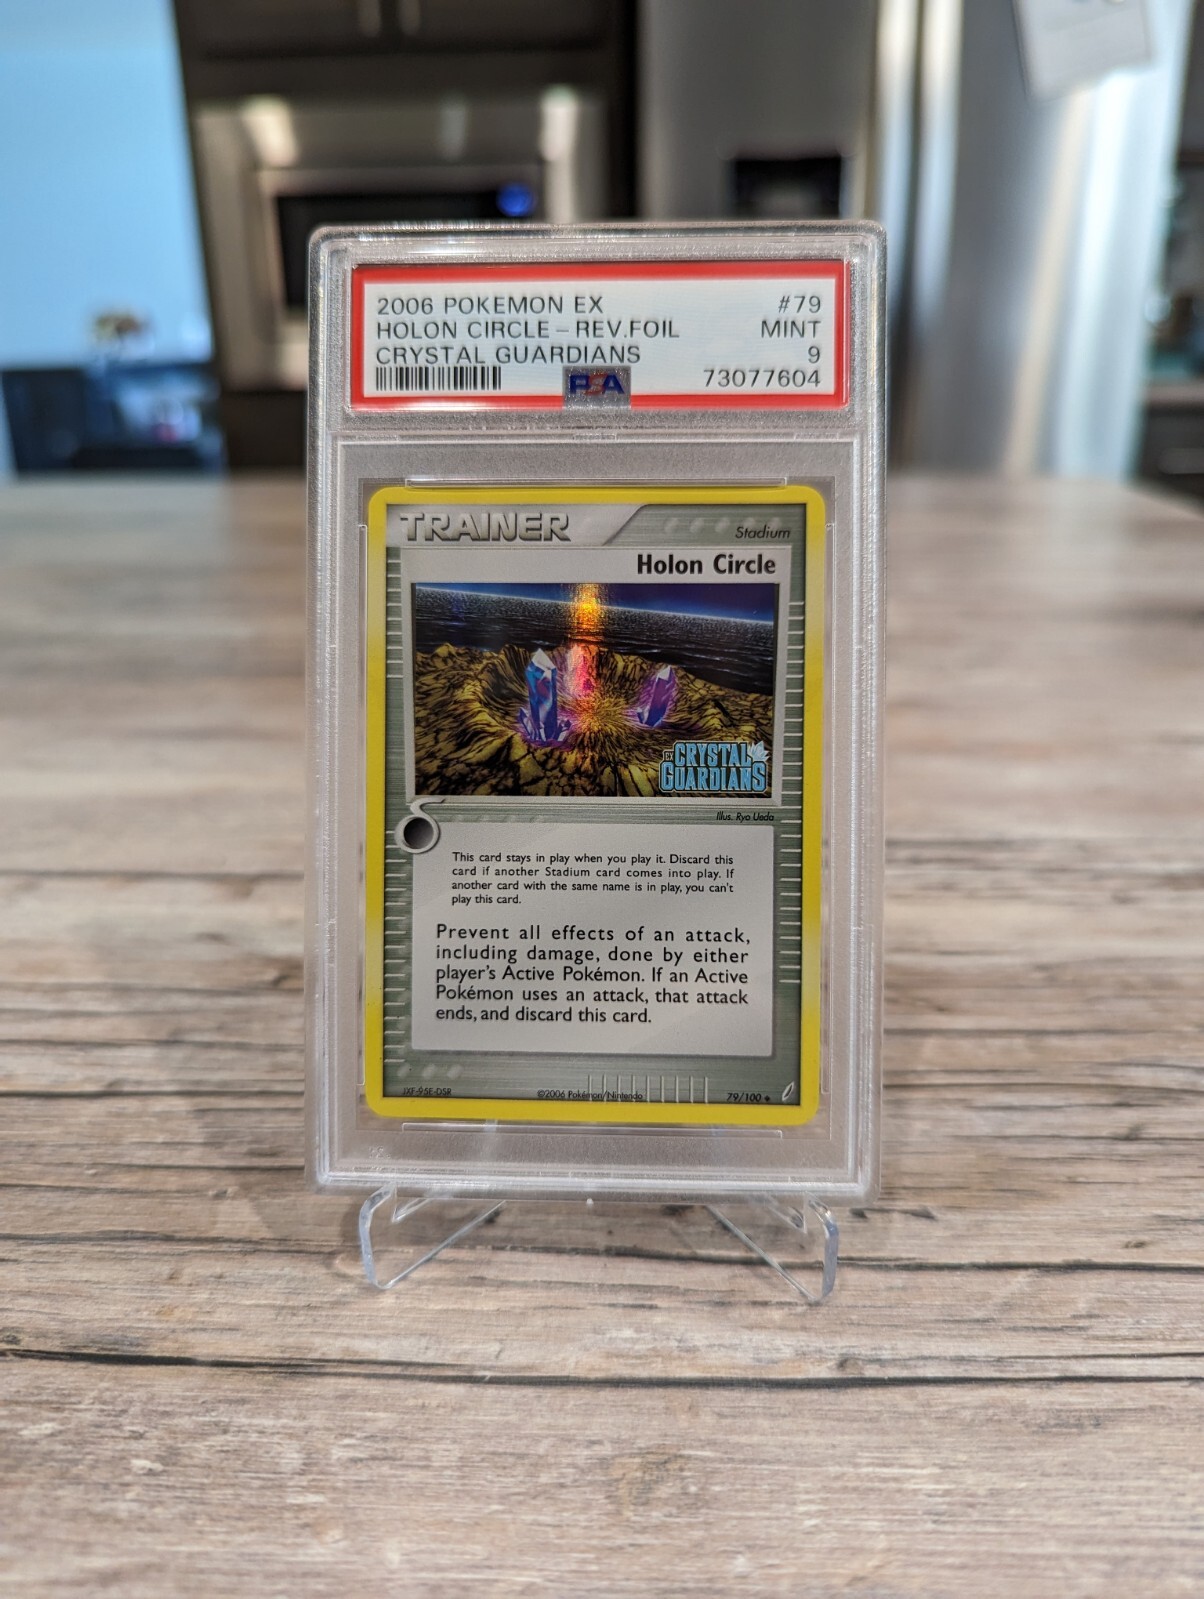 2006 POKEMON EX #79
HOLON CIRCLE-REV.FOIL MINT
CRYSTAL GUARDIANS 9
PSA 73077604
TRAINER
Stadium
Holon Circle
EX CRYSTAL
GUARDIANS
Illus. Ryo Ueda
This card stays in play when you play it. Discard this
card if another Stadium card comes into play. If
another card with the same name is in play, you can't
play this card.
Prevent all effects of an attack,
including damage, done by either
player's Active Pokémon. If an Active
Pokémon uses an attack, that attack
ends, and discard this card.
JXF-95E-DSR ©2006 Pokémon/Nintendo 79/100